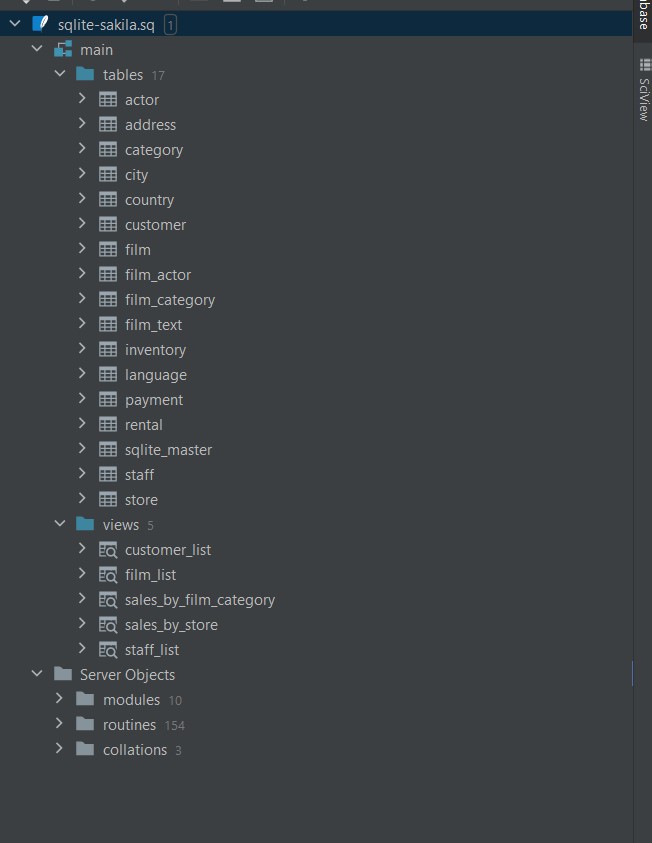 sqlite-sakila.sq 1
main
tables 17
actor
address
category
city
country
customer
film
film_actor
film_category
film_text
inventory
language
payment
rental
sqlite_master
staff
store
views 5
customer_list
film_list
sales_by_film_category
sales_by_store
staff_list
Server Objects
modules 10
routines 154
collations 3
base
SciView